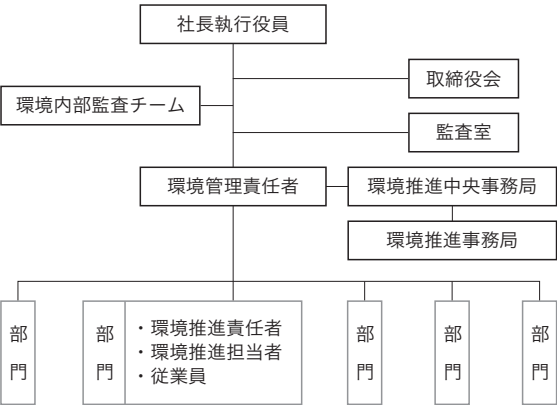 社長執行役員
取締役会
環境内部監査チーム
監査室
環境管理責任者
環境推進中央事務局
環境推進事務局
部門
部門
・環境推進責任者
・環境推進担当者
・従業員
部門
部門
部門